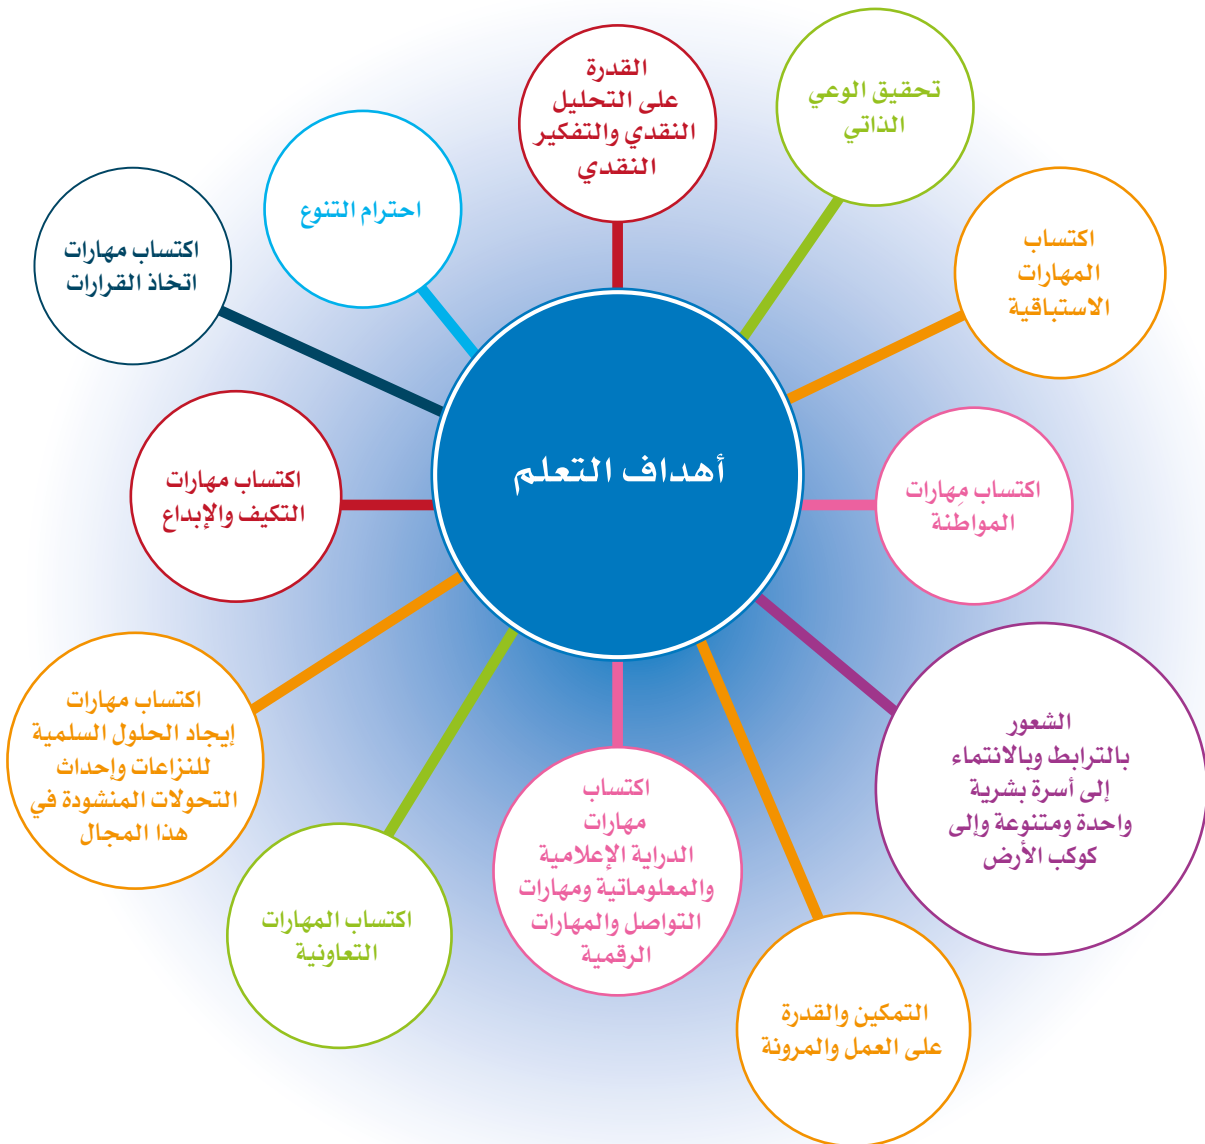 أهداف التعلم
القدرة
على التحليل
النقدي والتفكير
النقدي
تحقيق الوعي
الذاتي
اكتساب
المهارات
الاستباقية
اكتساب مهارات
المواطِنة
الشعور
بالترابط وبالانتماء
إلى أسرة بشرية
واحدة ومتنوعة وإلى
كوكب الأرض
التمكين والقدرة
على العمل والمرونة
اكتساب
مهارات
الدراية الإعلامية
والمعلوماتية ومهارات
التواصل والمهارات
الرقمية
اكتساب المهارات
التعاونية
اكتساب مهارات
إيجاد الحلول السلمية
للنزاعات وإحداث
التحولات المنشودة في
هذا المجال
اكتساب مهارات
التكيف والإبداع
اكتساب مهارات
اتخاذ القرارات
احترام التنوع